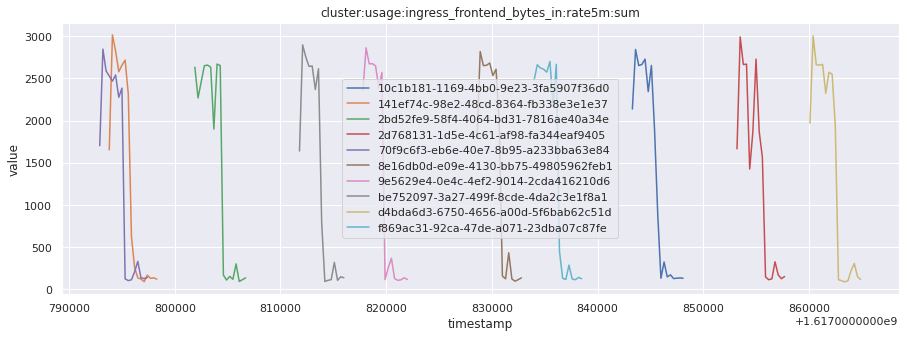 cluster:usage:ingress_frontend_bytes_in:rate5m:sum
3000
2500
2000
1500
1000
500
0
value
10c1b181-1169-4bb0-9e23-3fa5907f36d0
141ef74c-98e2-48cd-8364-fb338e3e1e37
2bd52fe9-58f4-4064-bd31-7816ae40a34e
2d768131-1d5e-4c61-af98-fa344eaf9405
70f9c6f3-eb6e-40e7-8b95-a233bba63e84
8e16db0d-e09e-4130-bb75-49805962feb1
9e5629e4-0e4c-4ef2-9014-2cda416210d6
be752097-3a27-499f-8cde-4da2c3e1f8a1
d4bda6d3-6750-4656-a00d-5f6bab62c51d
f869ac31-92ca-47de-a071-23dba07c87fe
790000 800000 810000 820000 830000 840000 850000 860000
timestamp
+1.6170000000e9